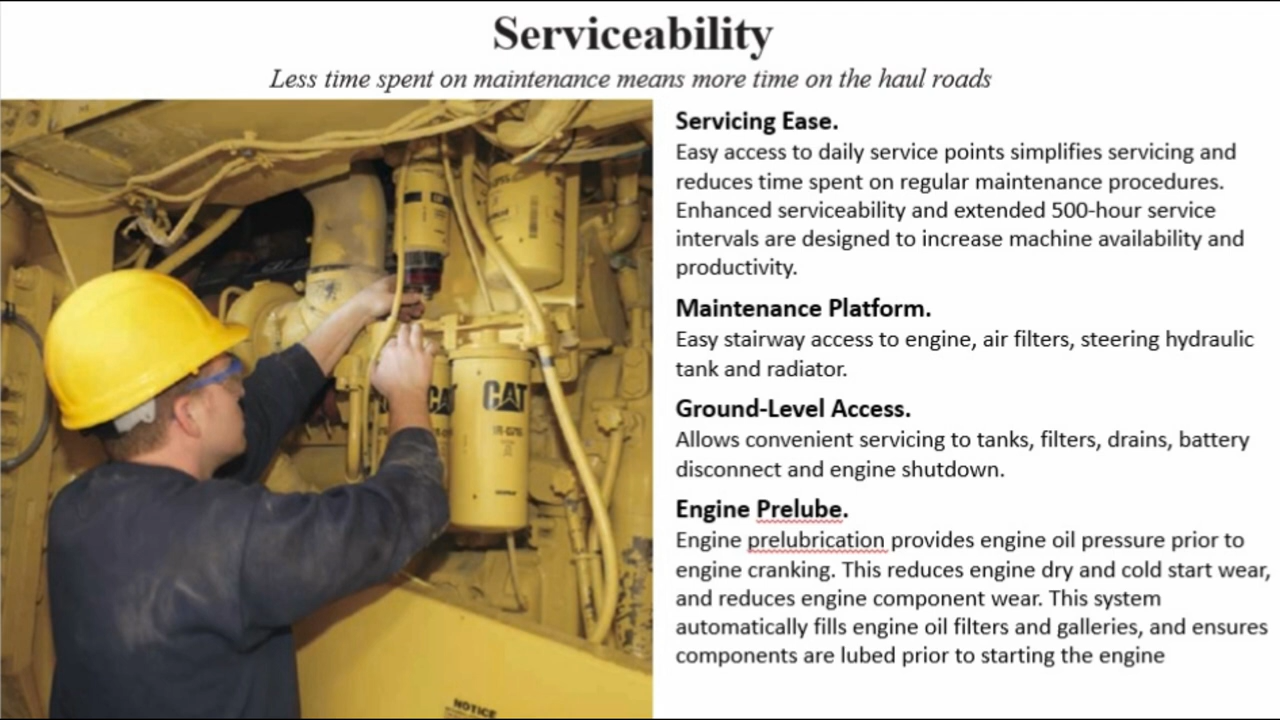 Serviceability
Less time spent on maintenance means more time on the haul roads
Servicing Ease.
Easy access to daily service points simplifies servicing and
reduces time spent on regular maintenance procedures.
Enhanced serviceability and extended 500-hour service
intervals are designed to increase machine availability and
productivity.
Maintenance Platform.
Easy stairway access to engine, air filters, steering hydraulic
tank and radiator.
Ground-Level Access.
Allows convenient servicing to tanks, filters, drains, battery
disconnect and engine shutdown.
Engine Prelube.
Engine prelubrication provides engine oil pressure prior to
engine cranking. This reduces engine dry and cold start wear,
and reduces engine component wear. This system
automatically fills engine oil filters and galleries, and ensures
components are lubed prior to starting the engine
CAT
CAT
NOTICE